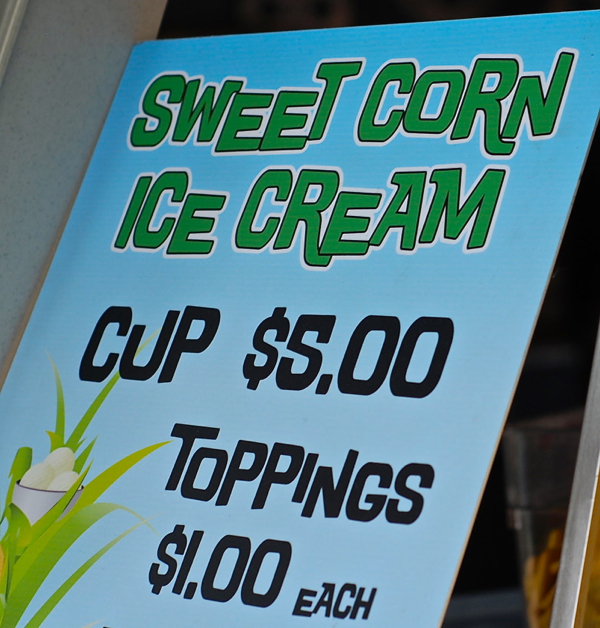 SWEET CORN
ICE CREAM
CUP $5.00
TOPPINGS
$1.00 EACH